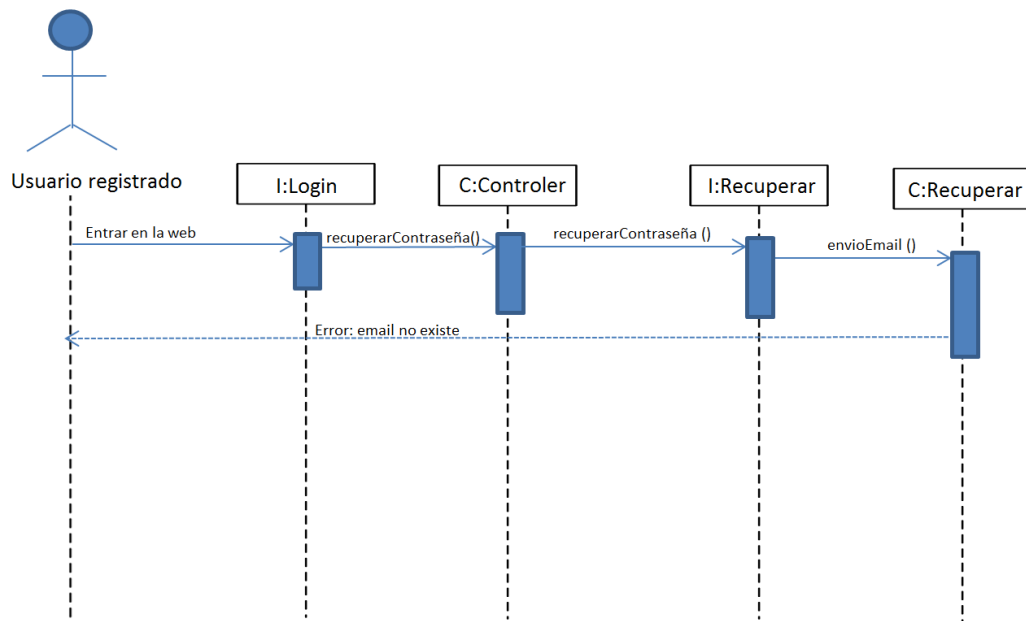 Usuario registrado
I:Login
C:Controler
I:Recuperar
C:Recuperar
Entrar en la web
recuperarContraseña()
recuperarContraseña ()
envioEmail ()
Error: email no existe